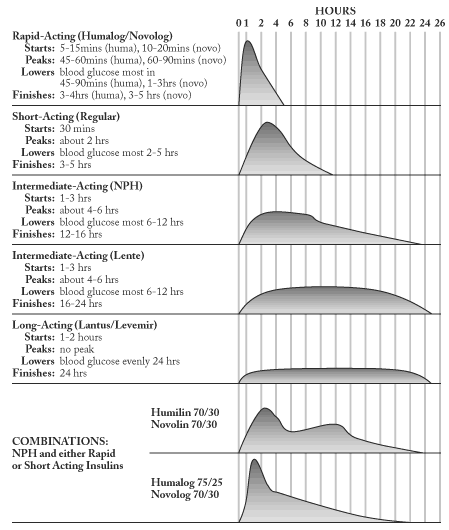 HOURS
0 1 2 4 6 8 10 12 14 16 18 20 22 24 26
Rapid-Acting (Humalog/Novolog)
Starts: 5-15mins (huma), 10-20mins (novo)
Peaks: 45-60mins (huma), 60-90mins (novo)
Lowers blood glucose most in
45-90mins (huma), 1-3hrs (novo)
Finishes: 3-4hrs (huma), 3-5 hrs (novo)
Short-Acting (Regular)
Starts: 30 mins
Peaks: about 2 hrs
Lowers blood glucose most 2-5 hrs
Finishes: 3-5 hrs
Intermediate-Acting (NPH)
Starts: 1-3 hrs
Peaks: about 4-6 hrs
Lowers blood glucose most 6-12 hrs
Finishes: 12-16 hrs
Intermediate-Acting (Lente)
Starts: 1-3 hrs
Peaks: about 4-6 hrs
Lowers blood glucose most 6-12 hrs
Finishes: 16-24 hrs
Long-Acting (Lantus/Levemir)
Starts: 1-2 hours
Peaks: no peak
Lowers blood glucose evenly 24 hrs
Finishes: 24 hrs
COMBINATIONS:
NPH and either Rapid
or Short Acting Insulins
Humilin 70/30
Novolin 70/30
Humalog 75/25
Novolog 70/30